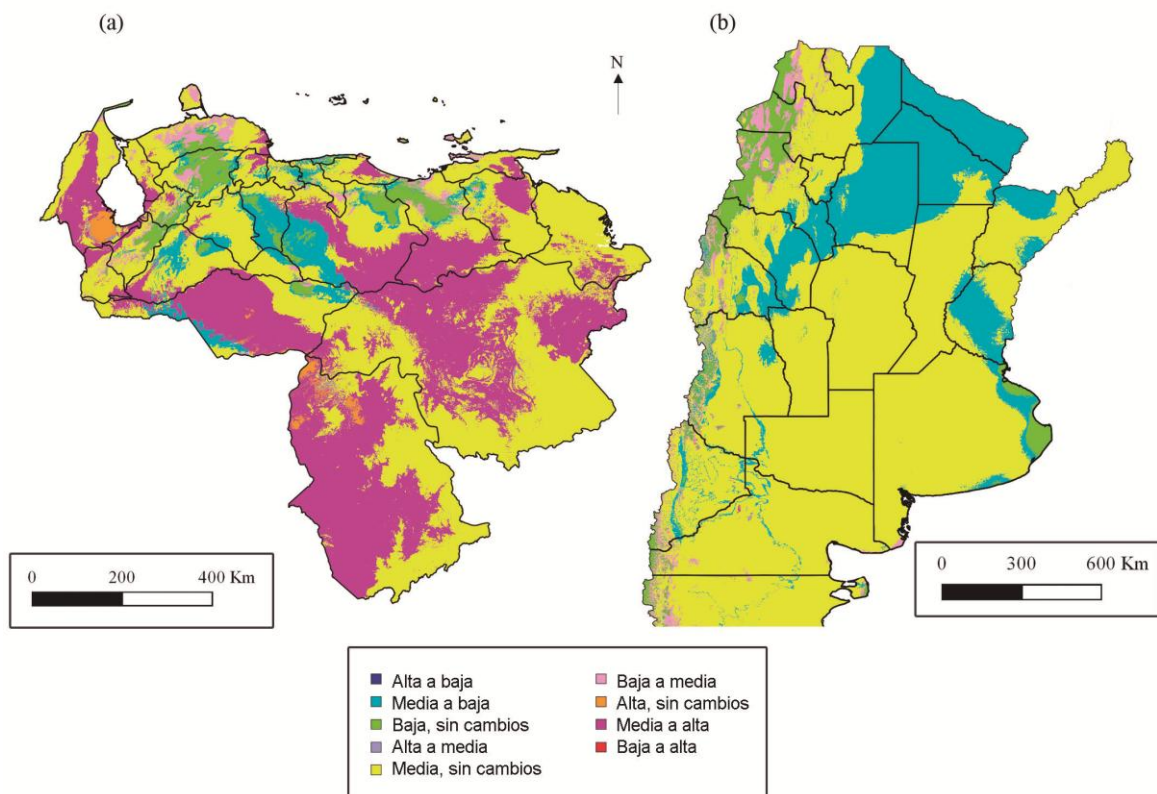 (a)
(b)
N
0 200 400 Km
0 300 600 Km
Alta a baja
Media a baja
Baja, sin cambios
Alta a media
Media, sin cambios
Baja a media
Alta, sin cambios
Media a alta
Baja a alta